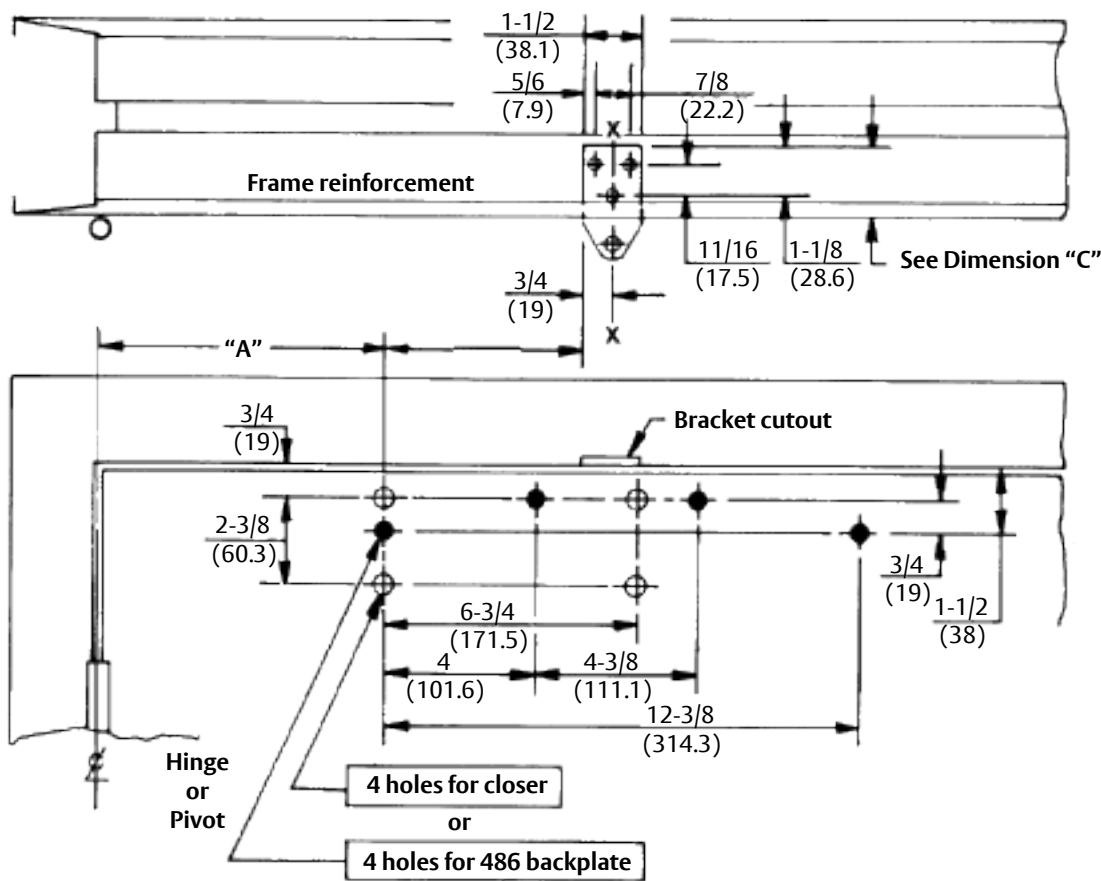 1-1/2
(38.1)
5/6
(7.9)
7/8
(22.2)
X
Frame reinforcement
11/16
(17.5)
1-1/8
(28.6)
See Dimension “C”
3/4
(19)
X
“A”
3/4
(19)
Bracket cutout
2-3/8
(60.3)
3/4
(19)
1-1/2
(38)
6-3/4
(171.5)
4
(101.6)
4-3/8
(111.1)
12-3/8
(314.3)
Hinge
or
Pivot
4 holes for closer
or
4 holes for 486 backplate